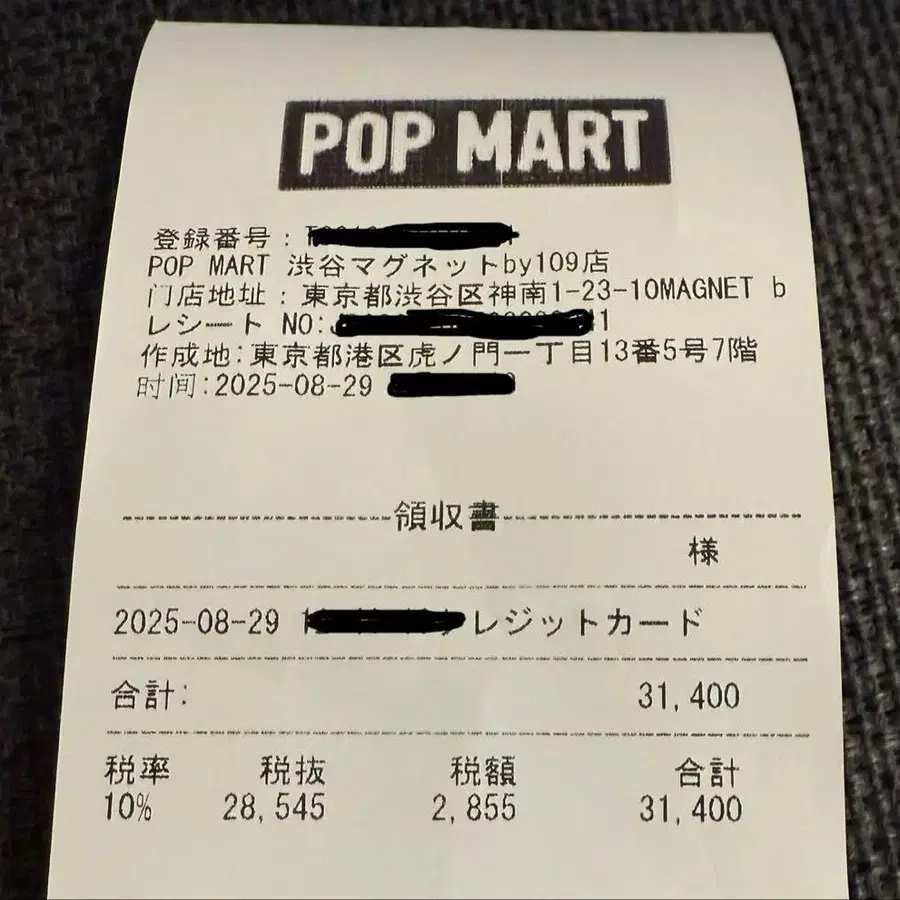 POP MART
登録番号:
POP MART 渋谷マグネットby109店
门店地址:東京都渋谷区神南1-23-10MAGNET b
レシート NO: 1
作成地:東京都港区虎ノ門一丁目13番5号7階
时间:2025-08-29
領収書
様
2025-08-29 レジットカード
合計: 31,400
税率 税抜 税額 合計
10% 28,545 2,855 31,400